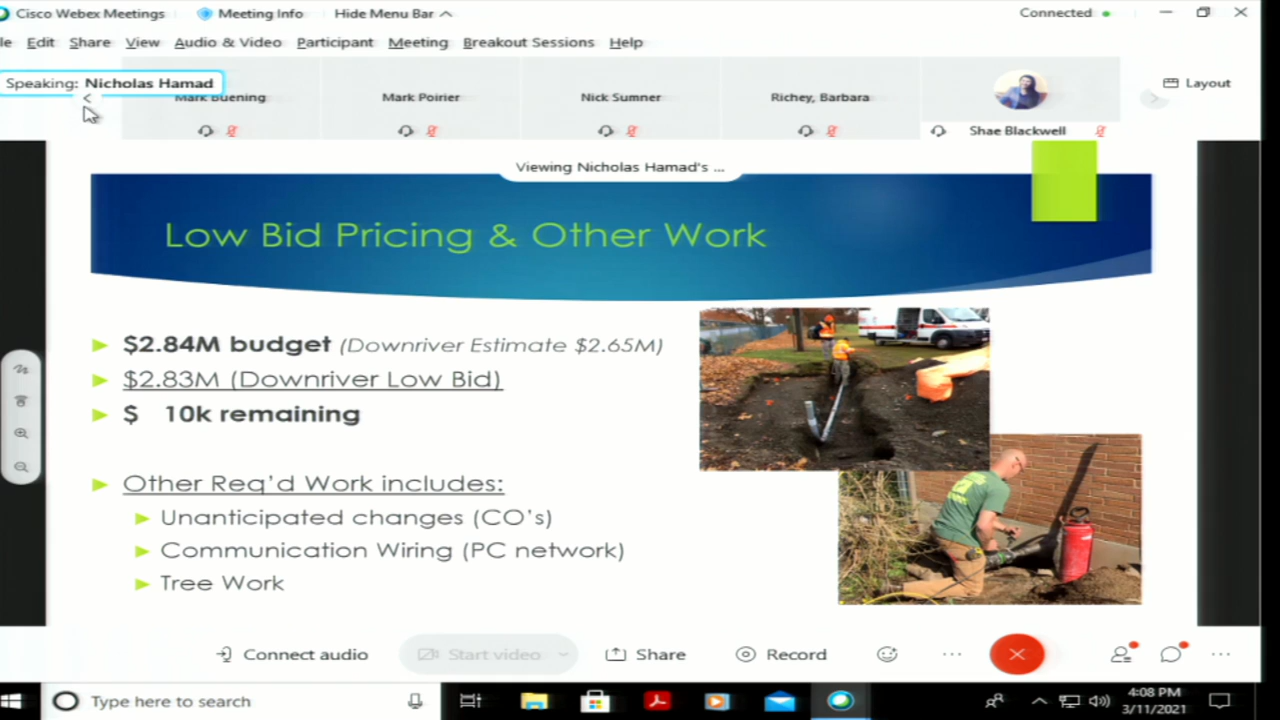 Cisco Webex Meetings
Meeting Info
Hide Menu Bar
Connected
le Edit Share View Audio & Video Participant Meeting Breakout Sessions Help
Speaking: Nicholas Hamad
Mark Buening
Mark Poirier
Nick Sumner
Richey, Barbara
Shae Blackwell
Layout
Viewing Nicholas Hamad's ...
Low Bid Pricing & Other Work
$2.84M budget (Downriver Estimate $2.65M)
$2.83M (Downriver Low Bid)
$ 10k remaining
Other Req'd Work includes:
Unanticipated changes (CO's)
Communication Wiring (PC network)
Tree Work
Connect audio
Start video
Share
Record
Type here to search
4:08 PM
3/11/2021